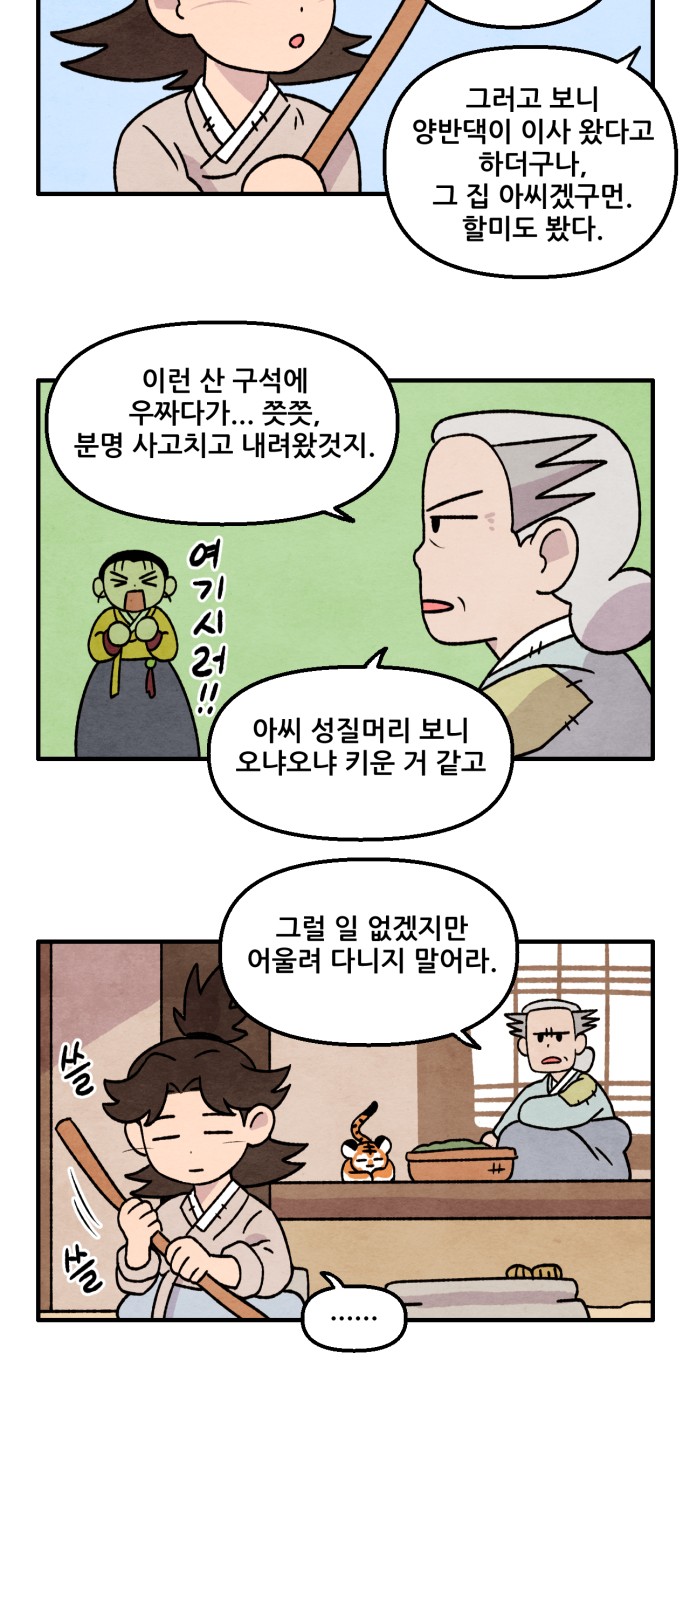 그러고 보니
양반댁이 이사 왔다고
하더구나,
그 집 아씨겠구먼.
할미도 봤다.
이런 산 구석에
우짜다가... 쯧쯧,
분명 사고치고 내려왔것지.
여기시러!!
아씨 성질머리 보니
오냐오냐 키운 거 같고
그럴 일 없겠지만
어울려 다니지 말어라.
쓸
쓸
......